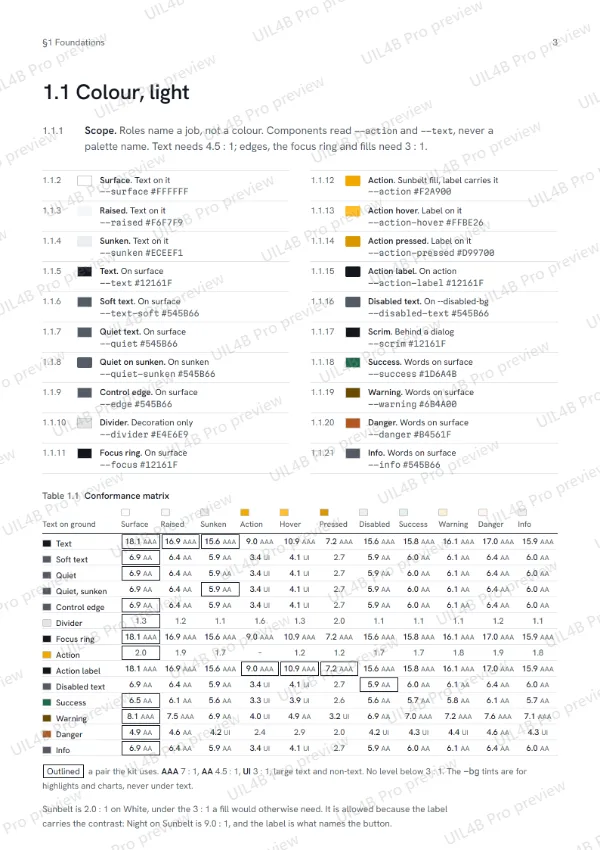 §1 Foundations
3
1.1 Colour, light
1.1.1 Scope. Roles name a job, not a colour. Components read --action and --text, never a
palette name. Text needs 4.5 : 1; edges, the focus ring and fills need 3 : 1.
1.1.2 Surface. Text on it
--surface #FFFFFF
1.1.3 Raised. Text on it
--raised #F6F7F9
1.1.4 Sunken. Text on it
--sunken #ECEEF1
1.1.5 Text. On surface
--text #12161F
1.1.6 Soft text. On surface
--text-soft #545B66
1.1.7 Quiet text. On surface
--quiet #545B66
1.1.8 Quiet on sunken. On sunken
--quiet-sunken #545B66
1.1.9 Control edge. On surface
--edge #545B66
1.1.10 Divider. Decoration only
--divider #E4E6E9
1.1.11 Focus ring. On surface
--focus #12161F
1.1.12 Action. Sunbelt fill, label carries it
--action #F2A900
1.1.13 Action hover. Label on it
--action-hover #FFBE26
1.1.14 Action pressed. Label on it
--action-pressed #D99700
1.1.15 Action label. On action
--action-label #12161F
1.1.16 Disabled text. On --disabled-bg
--disabled-text #545B66
1.1.17 Scrim. Behind a dialog
--scrim #12161F
1.1.18 Success. Words on surface
--success #1D6A4B
1.1.19 Warning. Words on surface
--warning #6B4A00
1.1.20 Danger. Words on surface
--danger #B4561F
1.1.21 Info. Words on surface
--info #545B66
Table 1.1 Conformance matrix
Text on ground Surface Raised Sunken Action Hover Pressed Disabled Success Warning Danger Info
Text 18.1 AAA 16.9 AAA 15.6 AAA 9.0 AAA 10.9 AAA 7.2 AAA 15.6 AAA 15.8 AAA 16.1 AAA 17.0 AAA 15.9 AAA
Soft text 6.9 AA 6.4 AA 5.9 AA 3.4 UI 4.1 UI 2.7 5.9 AA 6.0 AA 6.1 AA 6.4 AA 6.0 AA
Quiet 6.9 AA 6.4 AA 5.9 AA 3.4 UI 4.1 UI 2.7 5.9 AA 6.0 AA 6.1 AA 6.4 AA 6.0 AA
Quiet, sunken 6.9 AA 6.4 AA 5.9 AA 3.4 UI 4.1 UI 2.7 5.9 AA 6.0 AA 6.1 AA 6.4 AA 6.0 AA
Control edge 6.9 AA 6.4 AA 5.9 AA 3.4 UI 4.1 UI 2.7 5.9 AA 6.0 AA 6.1 AA 6.4 AA 6.0 AA
Divider 1.3 1.2 1.1 1.6 1.3 2.0 1.1 1.1 1.1 1.2 1.1
Focus ring 18.1 AAA 16.9 AAA 15.6 AAA 9.0 AAA 10.9 AAA 7.2 AAA 15.6 AAA 15.8 AAA 16.1 AAA 17.0 AAA 15.9 AAA
Action 2.0 1.9 1.7 – 1.2 1.2 1.7 1.7 1.8 1.9 1.8
Action label 18.1 AAA 16.9 AAA 15.6 AAA 9.0 AAA 10.9 AAA 7.2 AAA 15.6 AAA 15.8 AAA 16.1 AAA 17.0 AAA 15.9 AAA
Disabled text 6.9 AA 6.4 AA 5.9 AA 3.4 UI 4.1 UI 2.7 5.9 AA 6.0 AA 6.1 AA 6.4 AA 6.0 AA
Success 6.5 AA 6.1 AA 5.6 AA 3.3 UI 3.9 UI 2.6 5.6 AA 5.7 AA 5.8 AA 6.1 AA 5.7 AA
Warning 8.1 AAA 7.5 AAA 6.9 AA 4.0 UI 4.9 AA 3.2 UI 6.9 AA 7.0 AAA 7.2 AAA 7.6 AAA 7.1 AAA
Danger 4.9 AA 4.6 AA 4.2 UI 2.4 2.9 2.0 4.2 UI 4.3 UI 4.4 UI 4.6 AA 4.3 UI
Info 6.9 AA 6.4 AA 5.9 AA 3.4 UI 4.1 UI 2.7 5.9 AA 6.0 AA 6.1 AA 6.4 AA 6.0 AA
Outlined a pair the kit uses. AAA 7 : 1, AA 4.5 : 1, UI 3 : 1, large text and non-text. No level below 3 : 1. The --bg tints are for
highlights and charts, never under text.
Sunbelt is 2.0 : 1 on White, under the 3 : 1 a fill would otherwise need. It is allowed because the label
carries the contrast: Night on Sunbelt is 9.0 : 1, and the label is what names the button.
UIL4B Pro preview